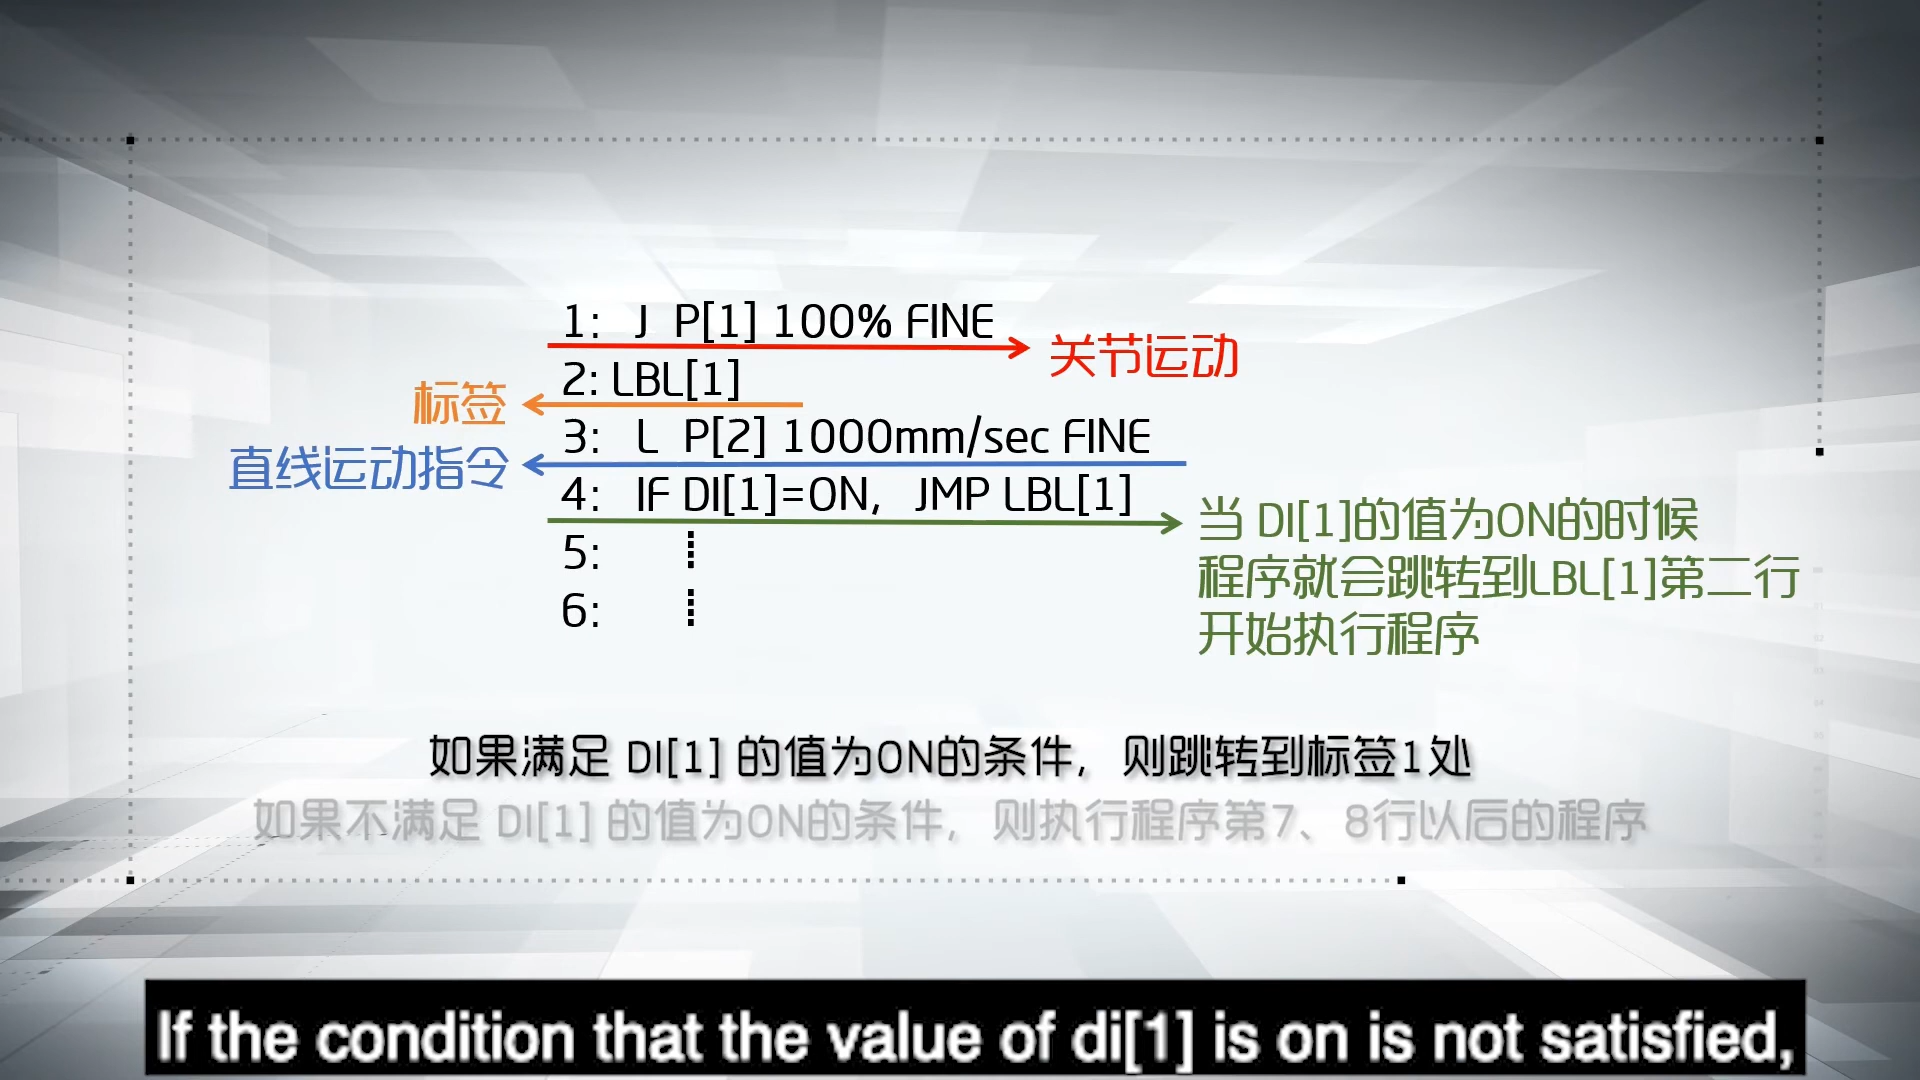 1: J P[1] 100% FINE
关节运动
2: LBL[1]
标签
3: L P[2] 1000mm/sec FINE
直线运动指令
4: IF DI[1]=ON, JMP LBL[1]
当 DI[1]的值为ON的时候
程序就会跳转到LBL[1]第二行
开始执行程序
5: ⁞
6: ⁞
如果满足 DI[1] 的值为ON的条件，则跳转到标签1处
如果不满足 DI[1] 的值为ON的条件，则执行程序第7、8行以后的程序
If the condition that the value of di[1] is on is not satisfied,